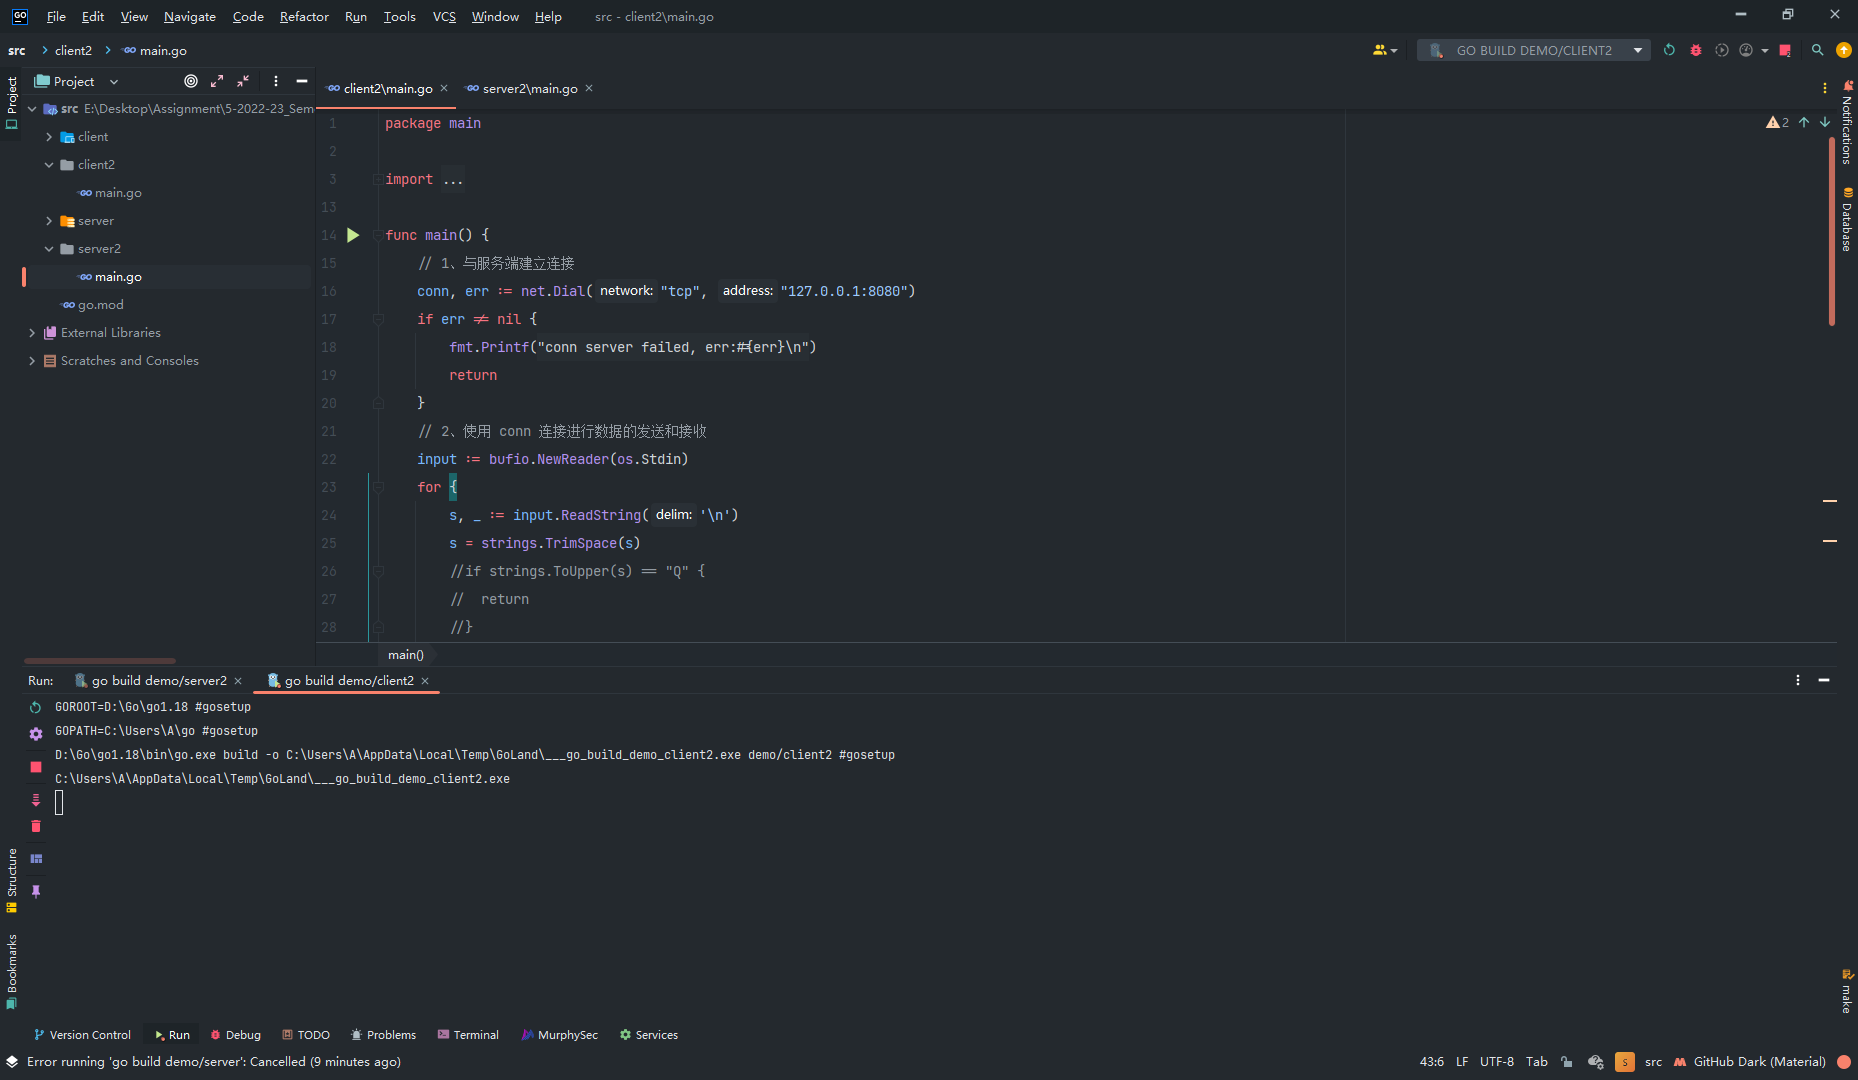 GO File Edit View Navigate Code Refactor Run Tools VCS Window Help src - client2\main.go
src client2 main.go
GO BUILD DEMO/CLIENT2
Project
Project
client2\main.go
server2\main.go
src E:\Desktop\Assignment\5-2022-23_Sem
client
client2
main.go
server
server2
main.go
go.mod
External Libraries
Scratches and Consoles
2
1 package main
2
3 import ...
13
14 func main() {
15 // 1、与服务端建立连接
16 conn, err := net.Dial( network: "tcp", address: "127.0.0.1:8080")
17 if err != nil {
18 fmt.Printf("conn server failed, err:#{err}\n")
19 return
20 }
21 // 2、使用 conn 连接进行数据的发送和接收
22 input := bufio.NewReader(os.Stdin)
23 for {
24 s, _ := input.ReadString( delim: '\n')
25 s = strings.TrimSpace(s)
26 //if strings.ToUpper(s) == "Q" {
27 // return
28 //}
main()
Notifications
Database
make
Run: go build demo/server2 go build demo/client2
GOROOT=D:\Go\go1.18 #gosetup
GOPATH=C:\Users\A\go #gosetup
D:\Go\go1.18\bin\go.exe build -o C:\Users\A\AppData\Local\Temp\GoLand\___go_build_demo_client2.exe demo/client2 #gosetup
C:\Users\A\AppData\Local\Temp\GoLand\___go_build_demo_client2.exe
Structure
Bookmarks
Version Control Run Debug TODO Problems Terminal MurphySec Services
Error running 'go build demo/server': Cancelled (9 minutes ago)
43:6 LF UTF-8 Tab S src GitHub Dark (Material)